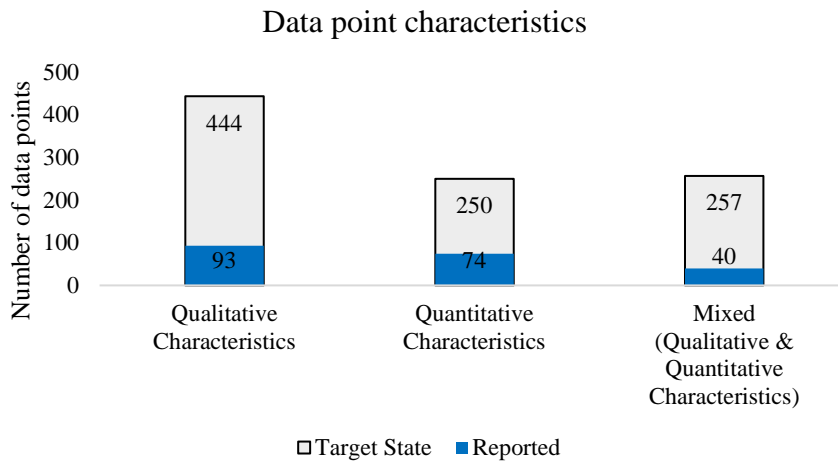 Data point characteristics
Number of data points
500
400
300
200
100
0
444
93
250
74
257
40
Qualitative
Characteristics
Quantitative
Characteristics
Mixed
(Qualitative &
Quantitative
Characteristics)
Target State
Reported